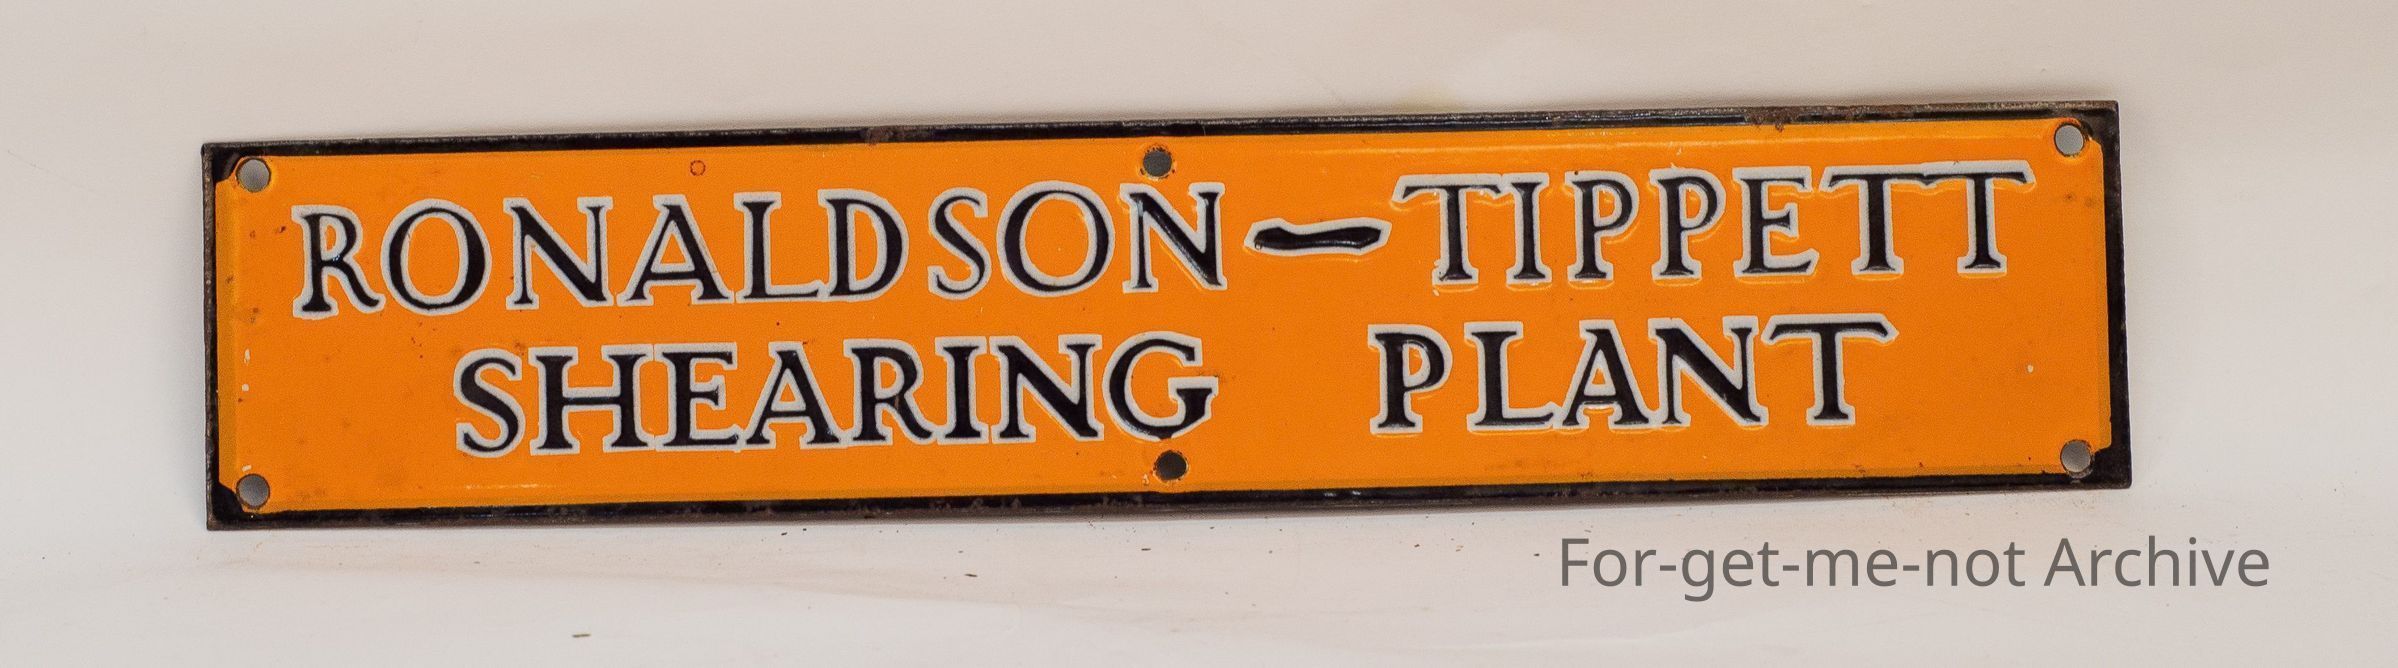 RONALDSON-TIPPETT
SHEARING PLANT
For-get-me-not Archive